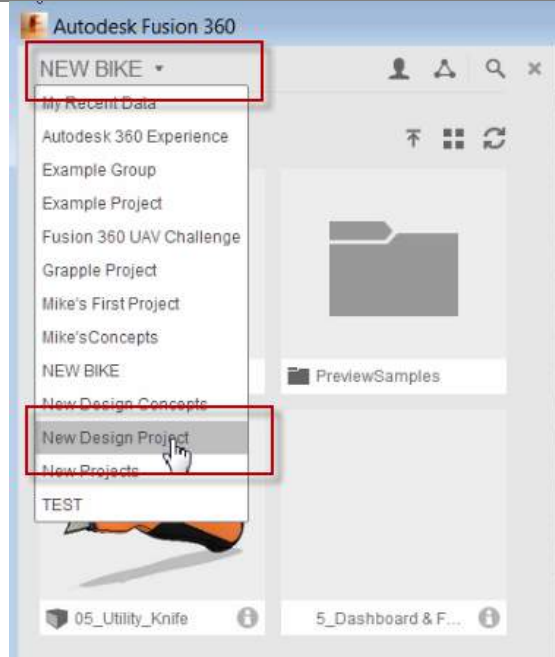 Autodesk Fusion 360
NEW BIKE
My Recent Data
Autodesk 360 Experience
Example Group
Example Project
Fusion 360 UAV Challenge
Grapple Project
Mike's First Project
Mike'sConcepts
NEW BIKE
New Design Concepts
New Design Project
New Projects
TEST
PreviewSamples
05_Utility_Knife
5_Dashboard & F...